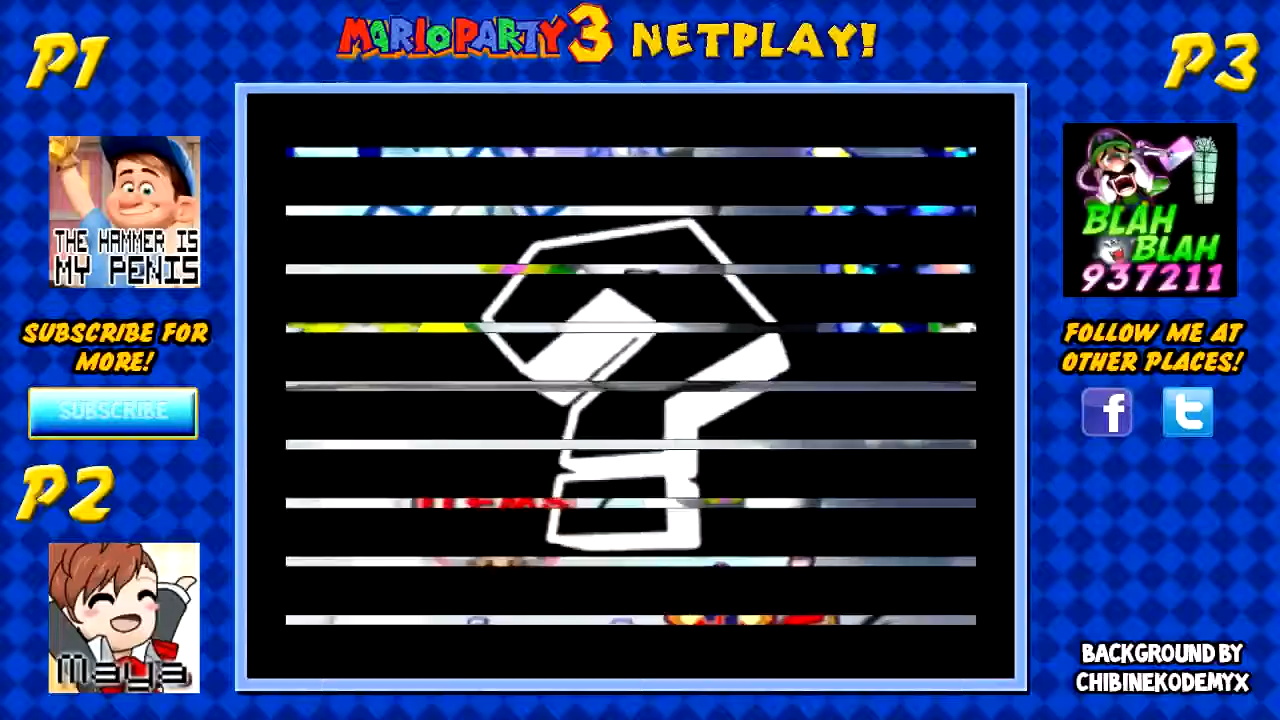 MARIO PARTY 3 NETPLAY!
P1
P3
THE HAMMER IS
MY PENIS
BLAH
BLAH
937211
SUBSCRIBE FOR
MORE!
SUBSCRIBE
FOLLOW ME AT
OTHER PLACES!
f
t
P2
ITEMS
Maya
BACKGROUND BY
CHIBINEKODEMYX